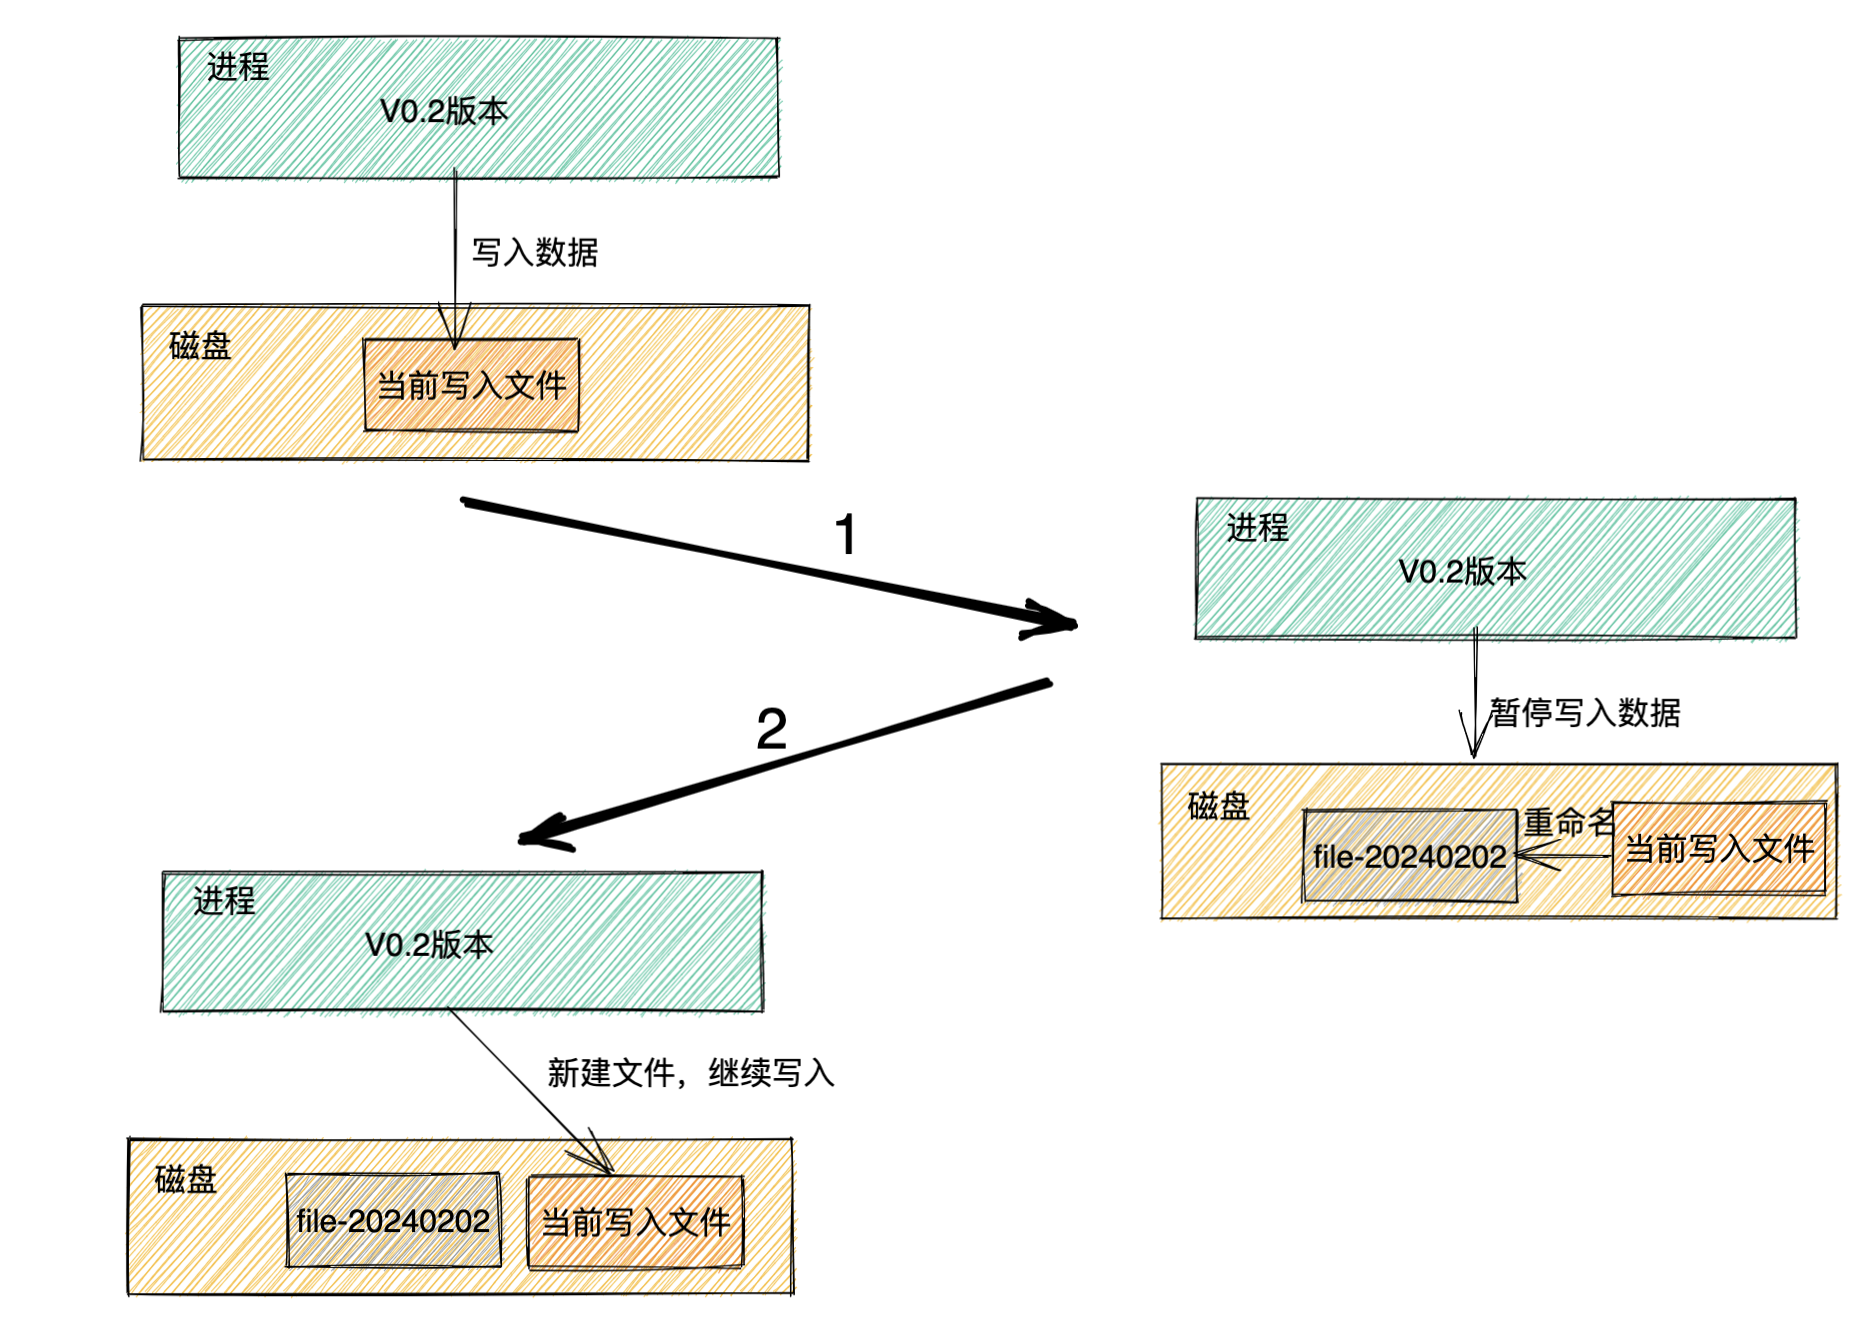 进程
V0.2版本
写入数据
磁盘
当前写入文件
1
进程
V0.2版本
暂停写入数据
磁盘
file-20240202
重命名
当前写入文件
2
进程
V0.2版本
新建文件，继续写入
磁盘
file-20240202
当前写入文件